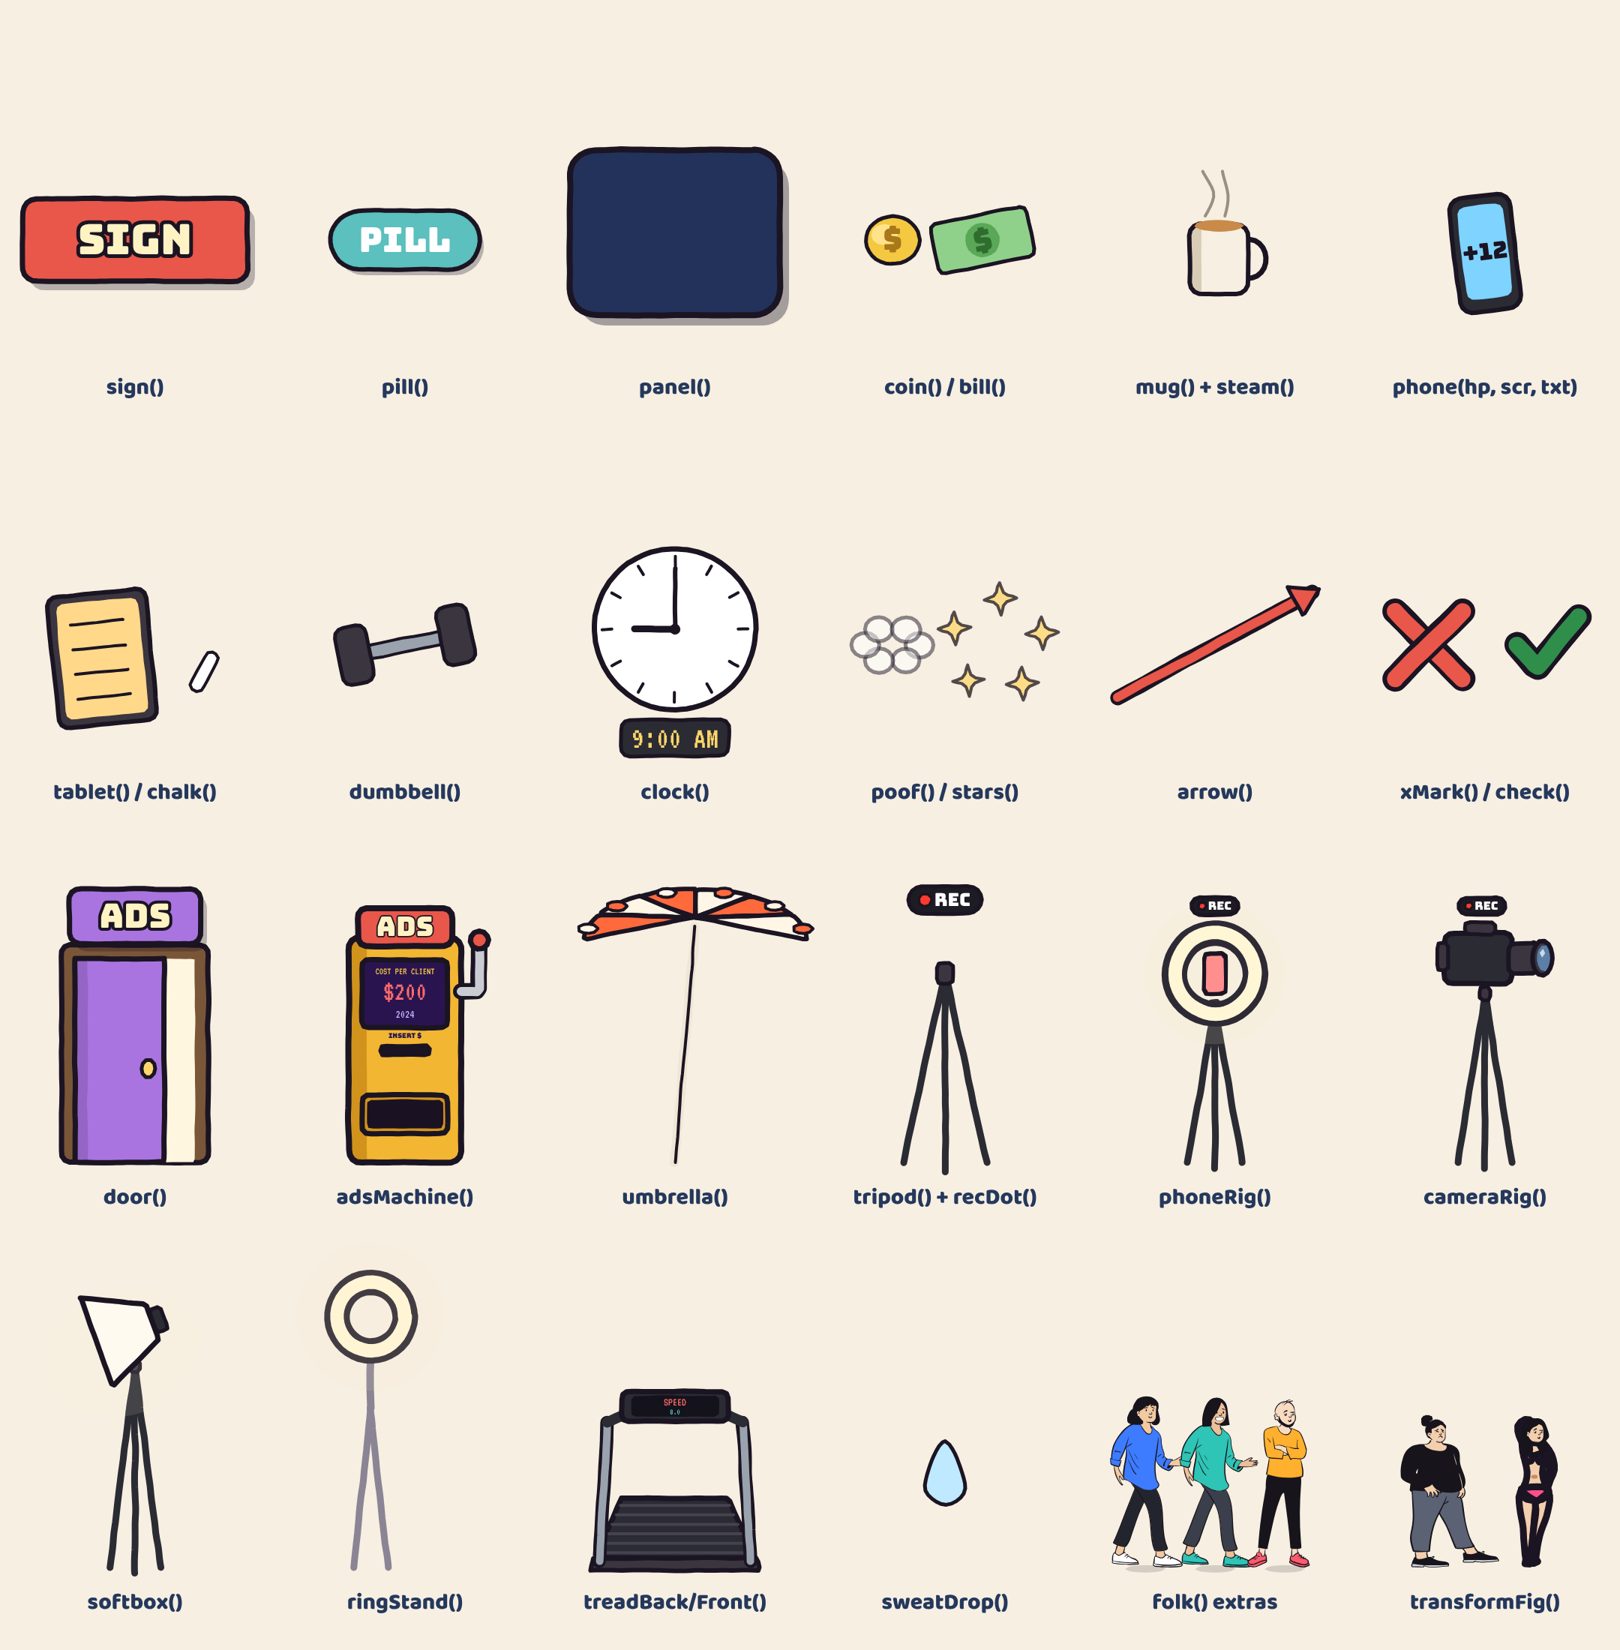 SIGN
PILL
$ $
+12
sign()
pill()
panel()
coin() / bill()
mug() + steam()
phone(hp, scr, txt)
9:00 AM
tablet() / chalk()
dumbbell()
clock()
poof() / stars()
arrow()
xMark() / check()
ADS
ADS
COST PER CLIENT
$200
2024
INSERT $
REC
REC
REC
door()
adsMachine()
umbrella()
tripod() + recDot()
phoneRig()
cameraRig()
SPEED
8.0
softbox()
ringStand()
treadBack/Front()
sweatDrop()
folk() extras
transformFig()